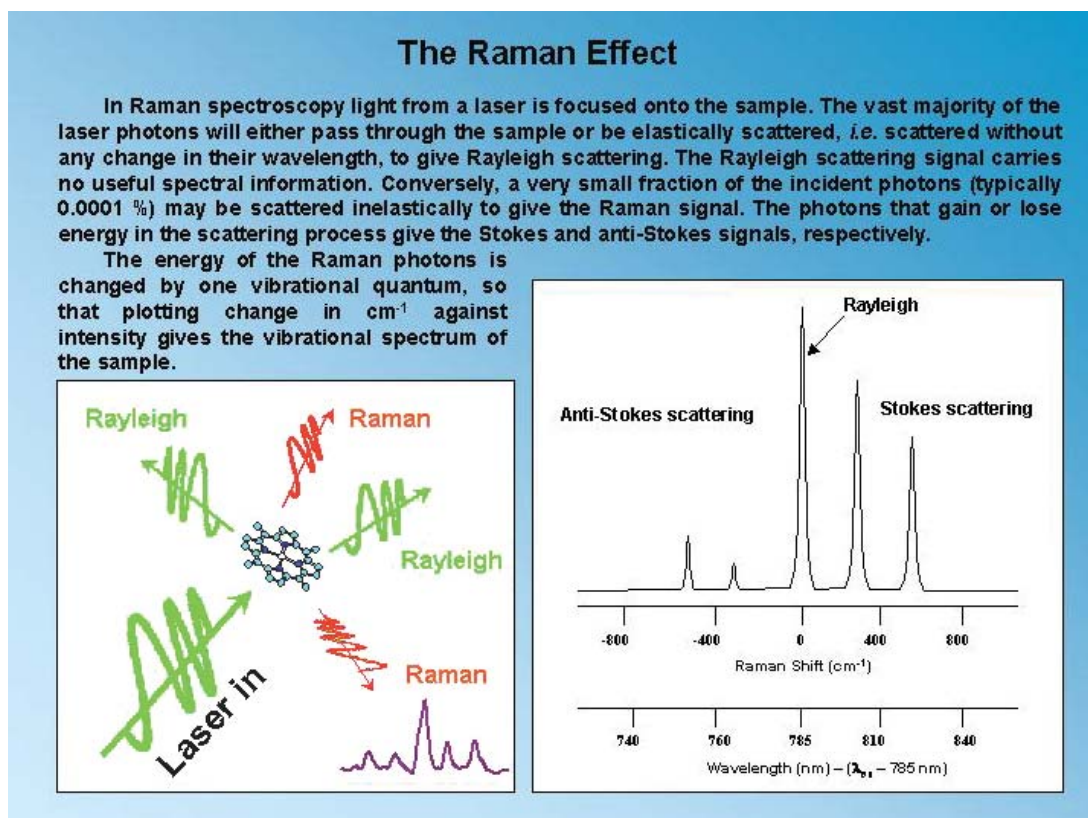 The Raman Effect
In Raman spectroscopy light from a laser is focused onto the sample. The vast majority of the
laser photons will either pass through the sample or be elastically scattered, i.e. scattered without
any change in their wavelength, to give Rayleigh scattering. The Rayleigh scattering signal carries
no useful spectral information. Conversely, a very small fraction of the incident photons (typically
0.0001 %) may be scattered inelastically to give the Raman signal. The photons that gain or lose
energy in the scattering process give the Stokes and anti-Stokes signals, respectively.
The energy of the Raman photons is
changed by one vibrational quantum, so
that plotting change in cm⁻¹ against
intensity gives the vibrational spectrum of
the sample.
Rayleigh
Raman
Rayleigh
Raman
Laser in
Rayleigh
Anti-Stokes scattering
Stokes scattering
-800 -400 0 400 800
Raman Shift (cm⁻¹)
740 760 785 810 840
Wavelength (nm) – (λ – 785 nm)